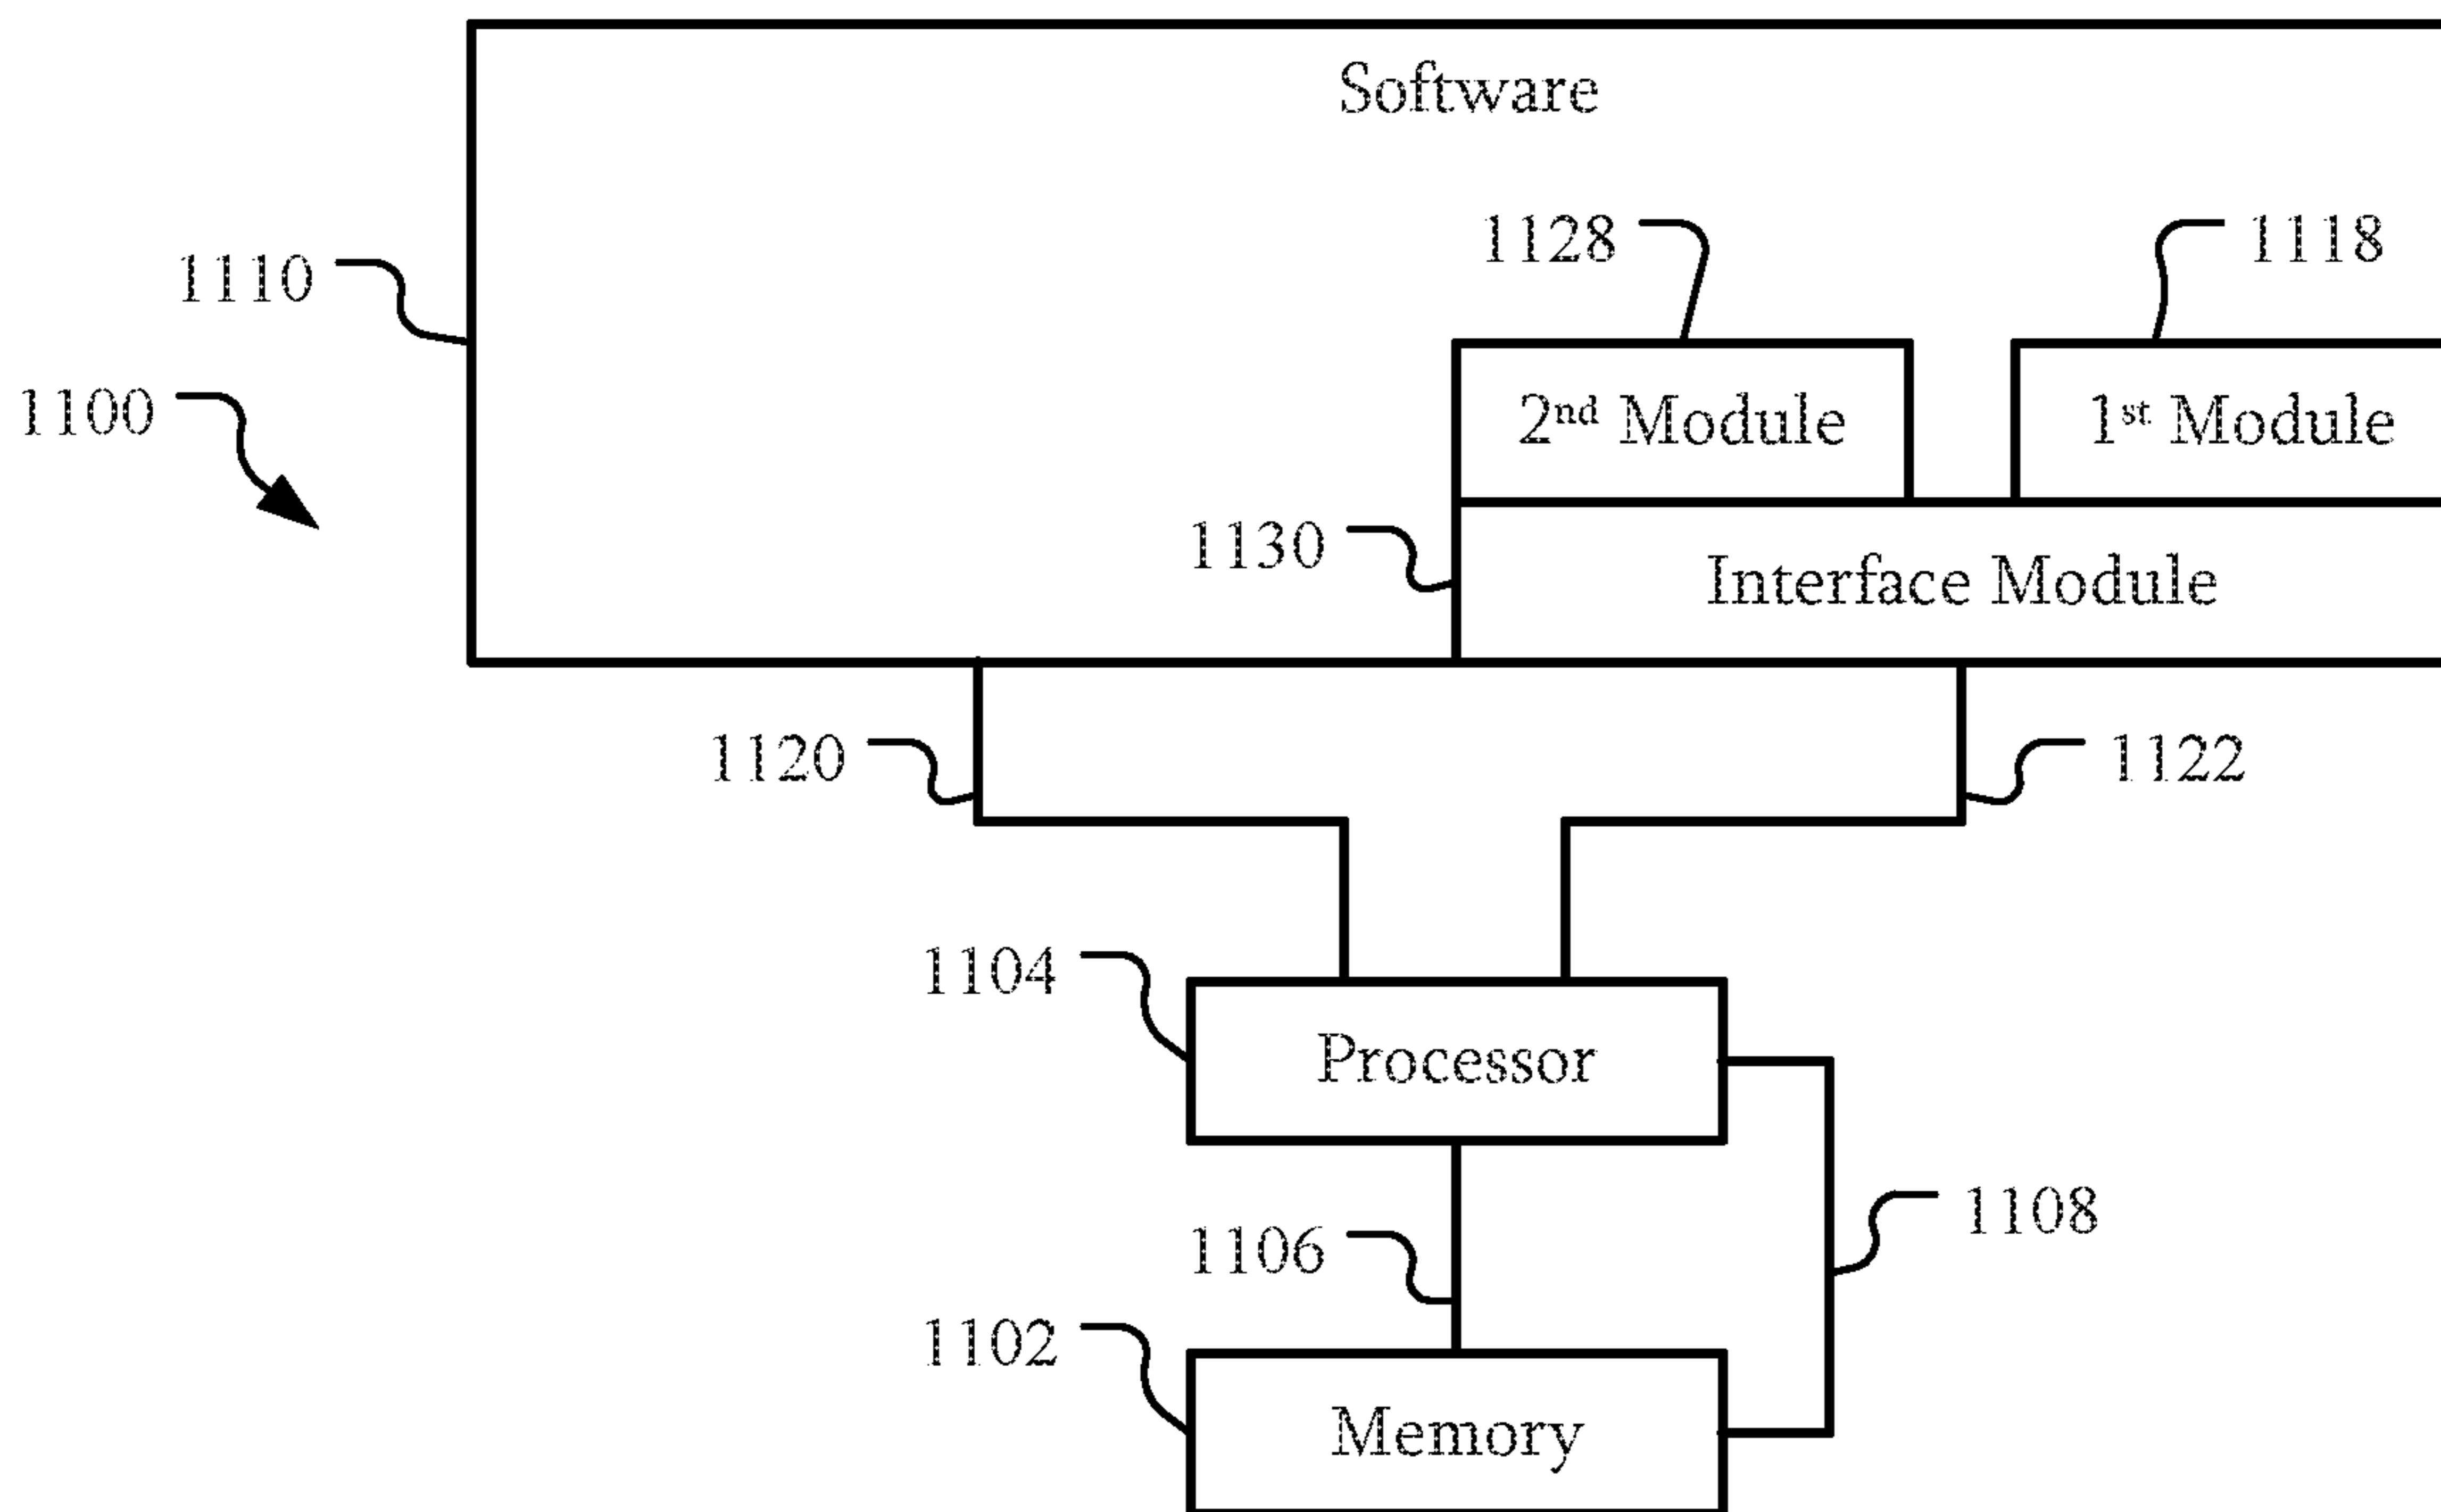 Software
1128
1118
1110
1100
2nd Module
1st Module
1130
Interface Module
1120
1122
1104
Processor
1108
1106
1102
Memory